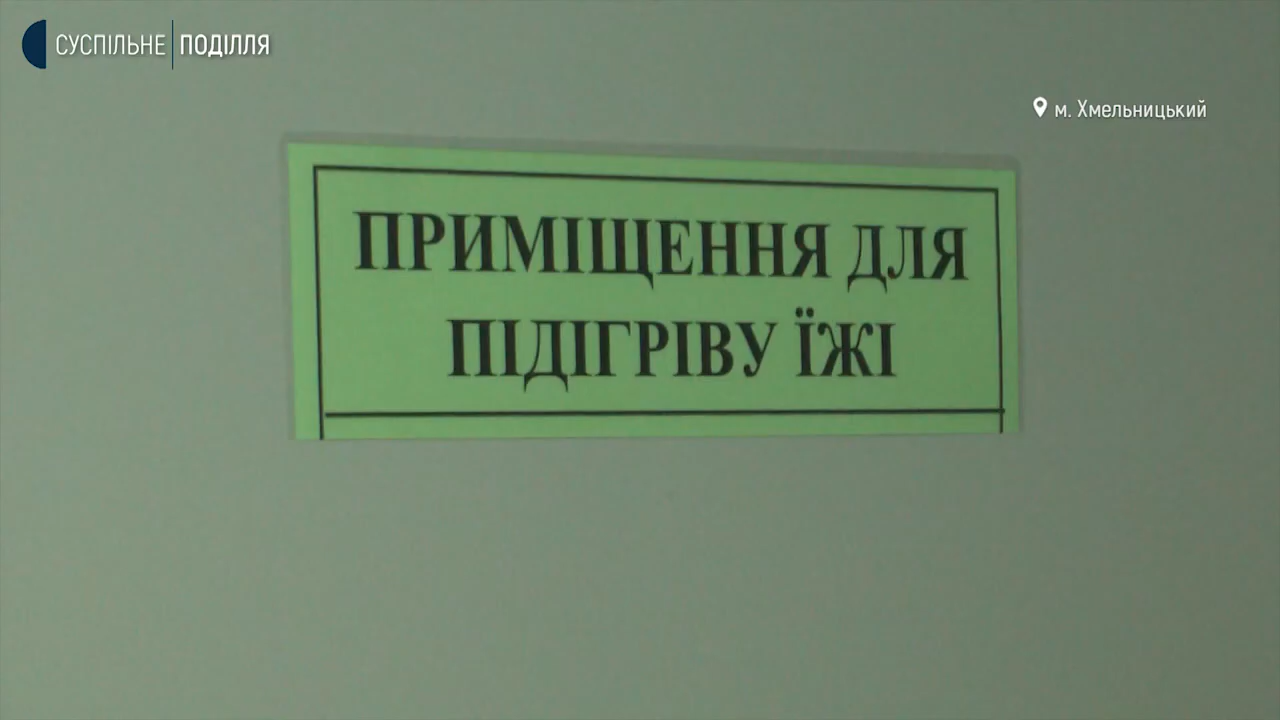 СУСПІЛЬНЕ ПОДІЛЛЯ
м. Хмельницький
ПРИМІЩЕННЯ ДЛЯ
ПІДІГРІВУ ЇЖІ